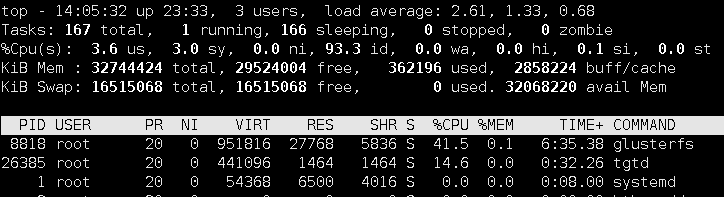 top - 14:05:32 up 23:33,  3 users,  load average: 2.61, 1.33, 0.68
Tasks: 167 total,   1 running, 166 sleeping,   0 stopped,   0 zombie
%Cpu(s):  3.6 us,  3.0 sy,  0.0 ni, 93.3 id,  0.0 wa,  0.0 hi,  0.1 si,  0.0 st
KiB Mem : 32744424 total, 29524004 free,   362196 used,  2858224 buff/cache
KiB Swap: 16515068 total, 16515068 free,        0 used. 32068220 avail Mem
PID USER      PR  NI    VIRT    RES    SHR S  %CPU %MEM     TIME+ COMMAND
8818 root      20   0  951816  27768   5836 S  41.5  0.1   6:35.38 glusterfs
26385 root      20   0  441096   1464   1464 S  14.6  0.0   0:32.26 tgtd
1 root      20   0   54368   6500   4016 S   0.0  0.0   0:08.00 systemd